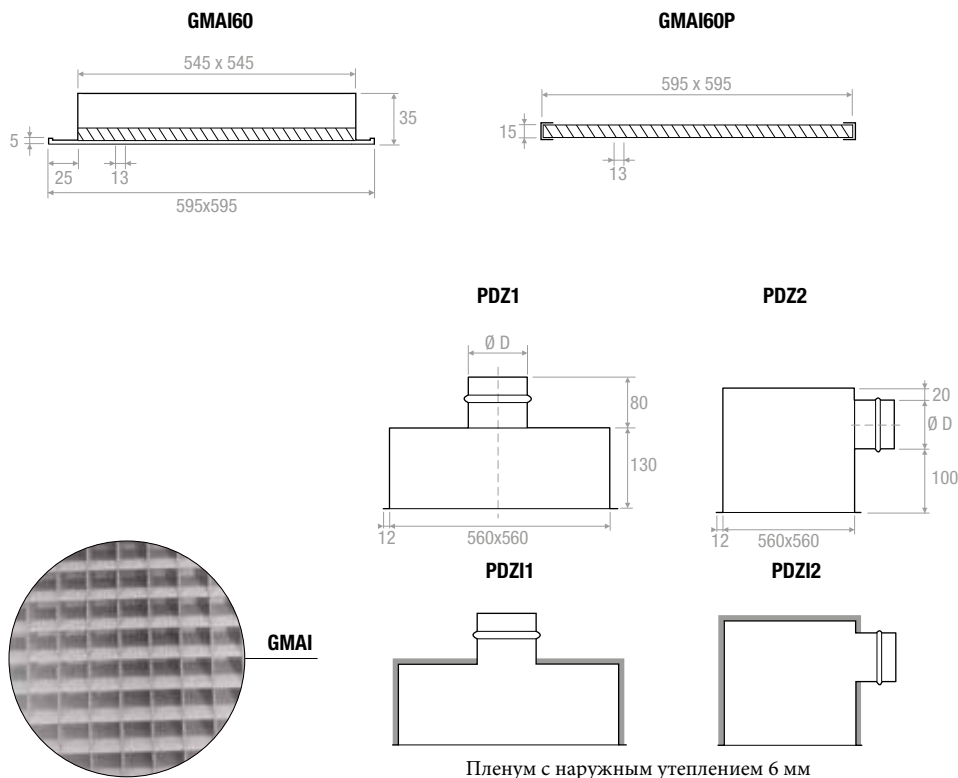 GMAI60
GMAI60P
545 x 545
595 x 595
35
5
15
25
13
13
595x595
PDZ1
PDZ2
Ø D
20
80
Ø D
130
100
12
560x560
12
560x560
PDZI1
PDZI2
GMAI
Пленум с наружным утеплением 6 мм